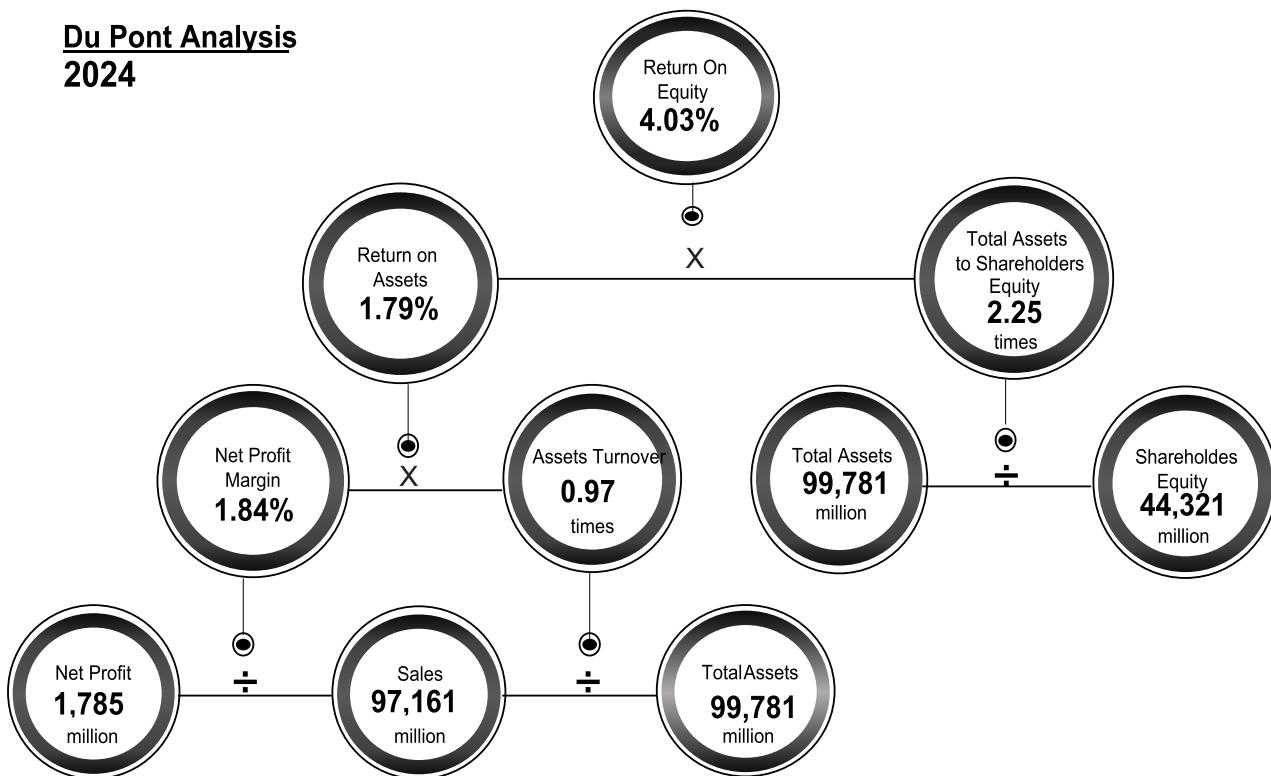 Du Pont Analysis
2024
Return On
Equity
4.03%
X
Return on
Assets
1.79%
Total Assets
to Shareholders
Equity
2.25
times
Net Profit
Margin
1.84%
X
Assets Turnover
0.97
times
Total Assets
99,781
million
÷
Shareholdes
Equity
44,321
million
Net Profit
1,785
million
÷
Sales
97,161
million
÷
TotalAssets
99,781
million